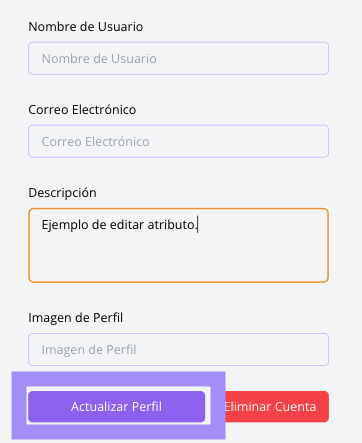 Nombre de Usuario
Nombre de Usuario
Correo Electrónico
Correo Electrónico
Descripción
Ejemplo de editar atributo.
Imagen de Perfil
Imagen de Perfil
Actualizar Perfil
Eliminar Cuenta